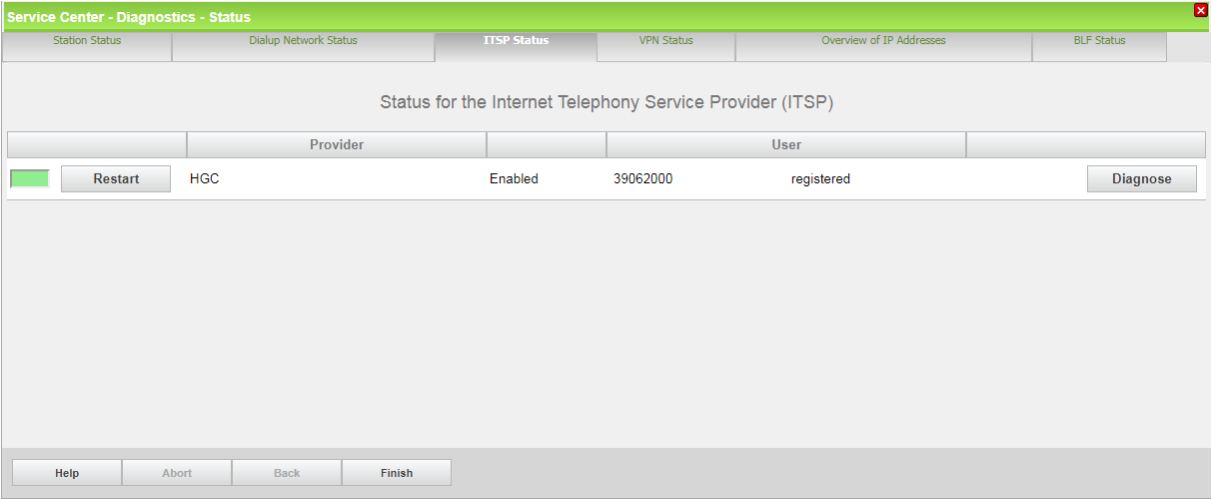 Service Center - Diagnostics - Status
Station Status Dialup Network Status ITSP Status VPN Status Overview of IP Addresses BLF Status
Status for the Internet Telephony Service Provider (ITSP)
Provider User
Restart HGC Enabled 39062000 registered Diagnose
Help Abort Back Finish